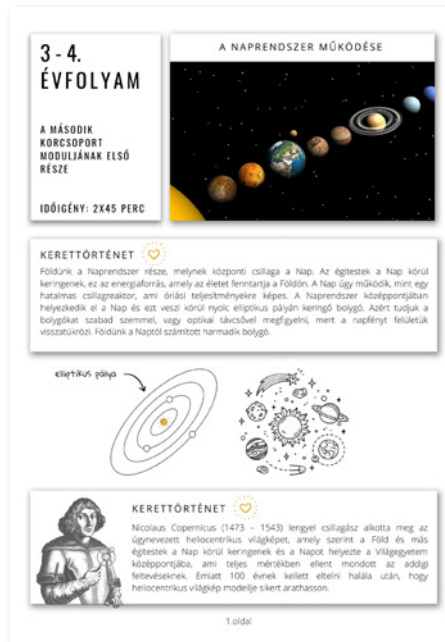 3 - 4.
ÉVFOLYAM
A MÁSODIK
KORCSOPORT
MODULJÁNAK ELSŐ
RÉSZE
IDŐIGÉNY: 2X45 PERC
A NAPRENDSZER MŰKÖDÉSE
KERETTÖRTÉNET
Földünk a Naprendszer része, melynek központi csillaga a Nap. Az égitestek a Nap körül
keringenek, ez az energiaforrás, amely az életet fenntartja a Földön. A Nap úgy működik, mint egy
hatalmas csillagreaktor, ami óriási teljesítményekre képes. A Naprendszer középpontjában
helyezkedik el a Nap és ezt veszi körül nyolc elliptikus pályán keringő bolygó. Azért tudjuk a
bolygókat szabad szemmel, vagy optikai távcsővel megfigyelni, mert a napfényt felületük
visszatükrözi. Földünk a Naptól számított harmadik bolygó.
elliptikus pálya
KERETTÖRTÉNET
Nicolaus Copernicus (1473 - 1543) lengyel csillagász alkotta meg az
úgynevezett heliocentrikus világképet, amely szerint a Föld és más
égitestek a Nap körül keringenek és a Napot helyezte a Világegyetem
középpontjába, ami teljes mértékben ellent mondott az addigi
feltevéseknek. Emiatt 100 évnek kellett eltelni halála után, hogy
heliocentrikus világkép modellje sikert arathasson.
1.oldal